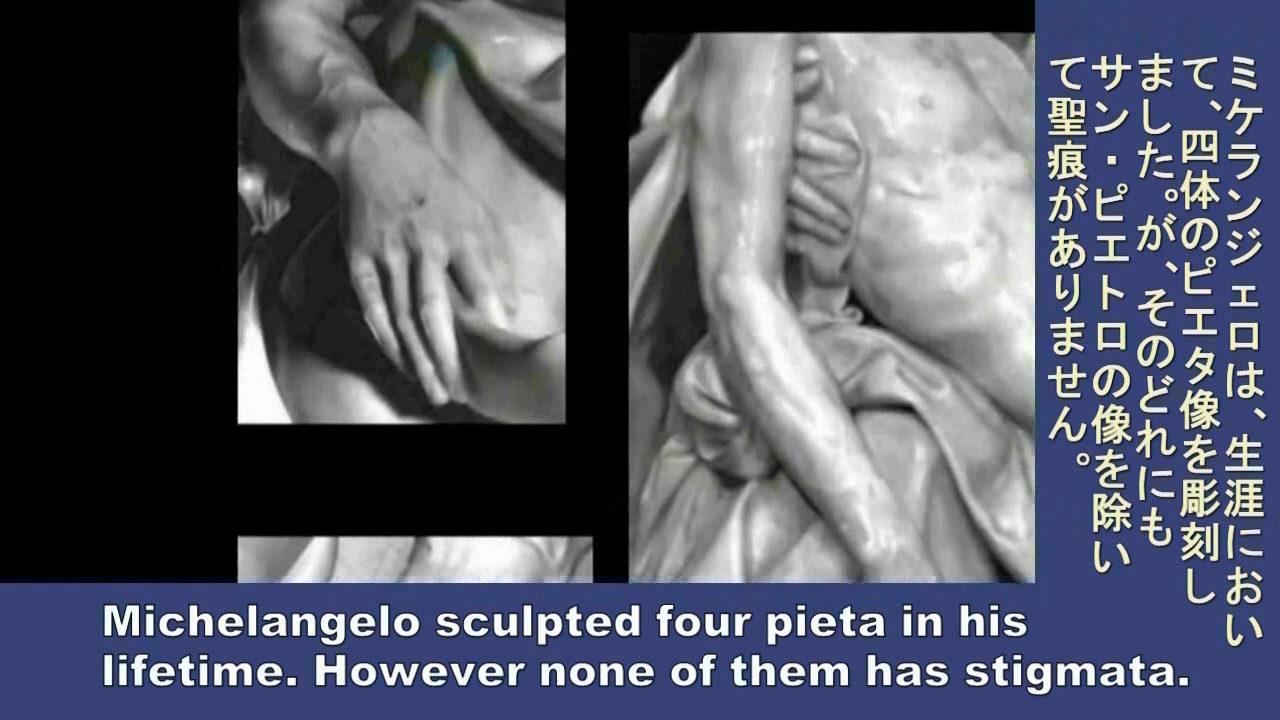 ミケランジェロは、生涯におい
て、四体のピエタ像を彫刻し
ました。が、そのどれにも
サン・ピエトロの像を除い
て聖痕がありません。
Michelangelo sculpted four pieta in his
lifetime. However none of them has stigmata.